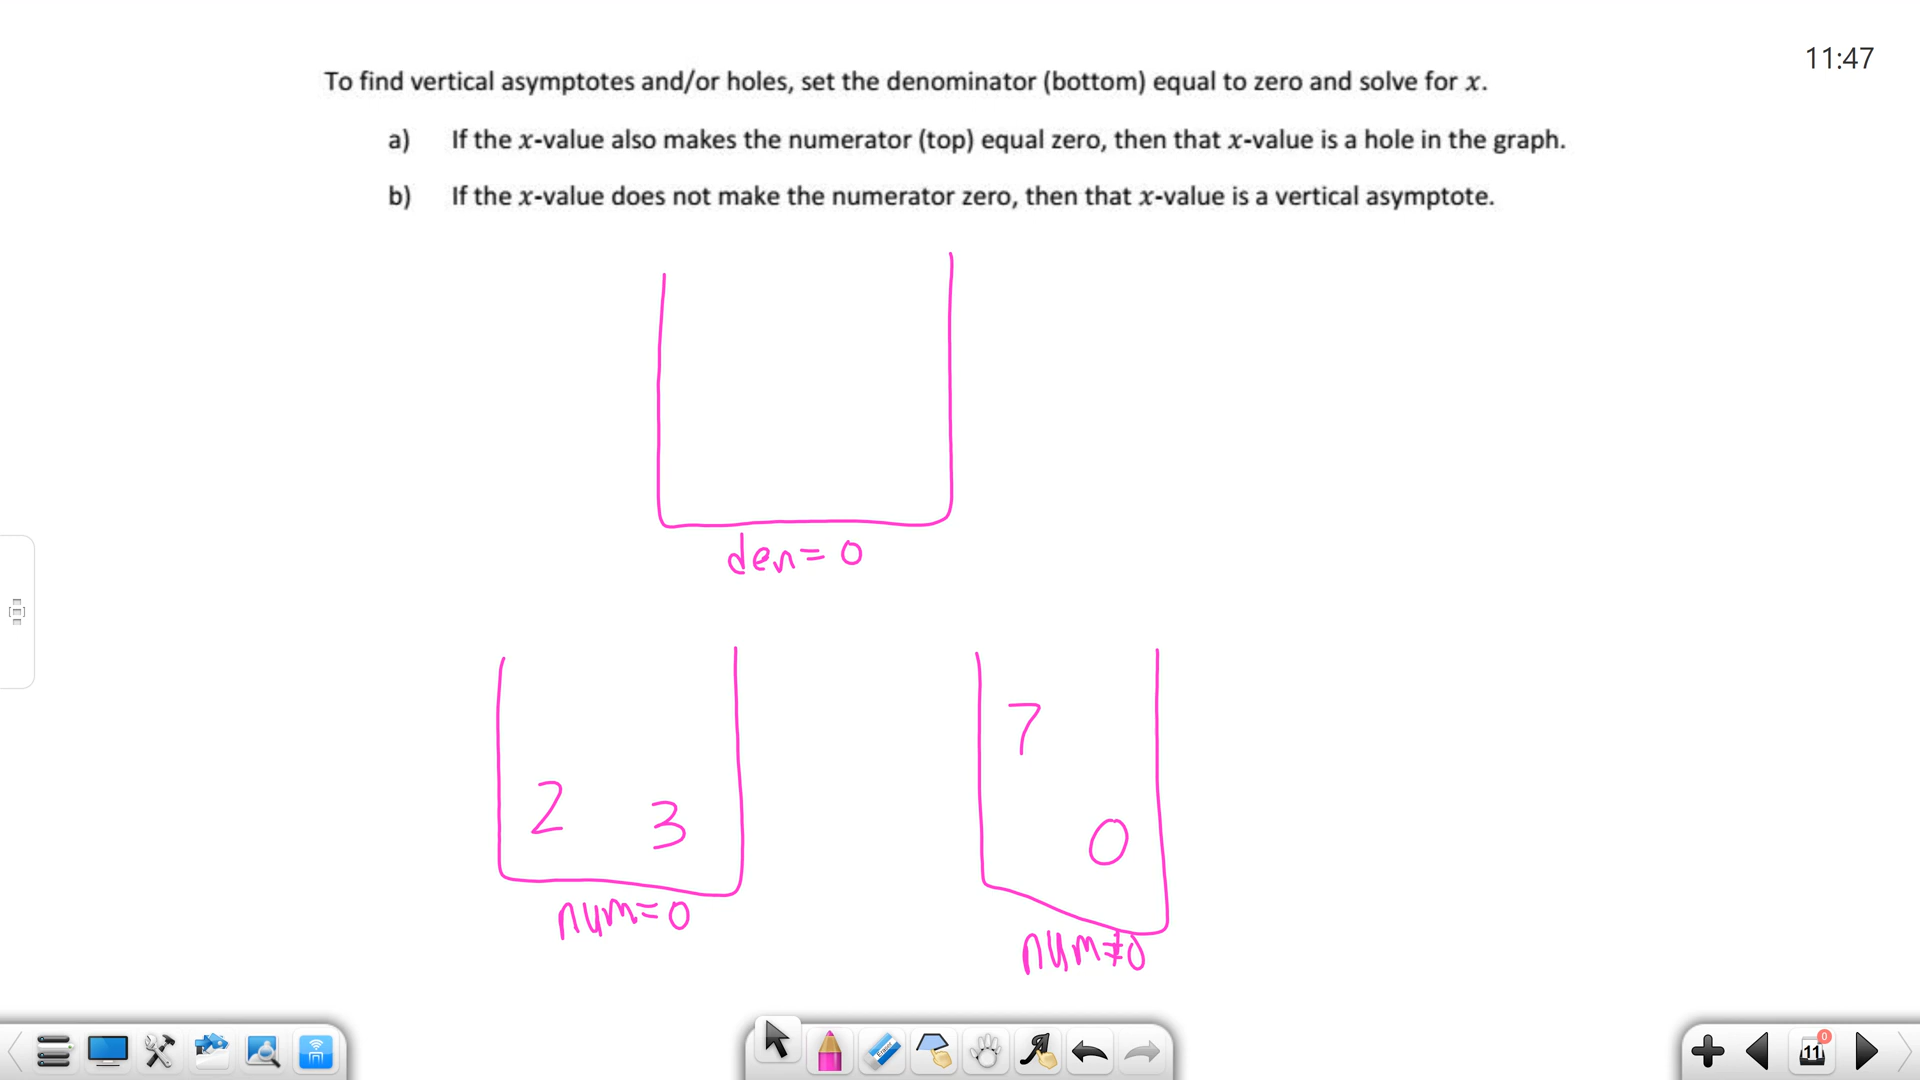 11:47
To find vertical asymptotes and/or holes, set the denominator (bottom) equal to zero and solve for x.
a) If the x-value also makes the numerator (top) equal zero, then that x-value is a hole in the graph.
b) If the x-value does not make the numerator zero, then that x-value is a vertical asymptote.
den = 0
7
2 3
0
num = 0
num ≠ 0
Eraser
11
0